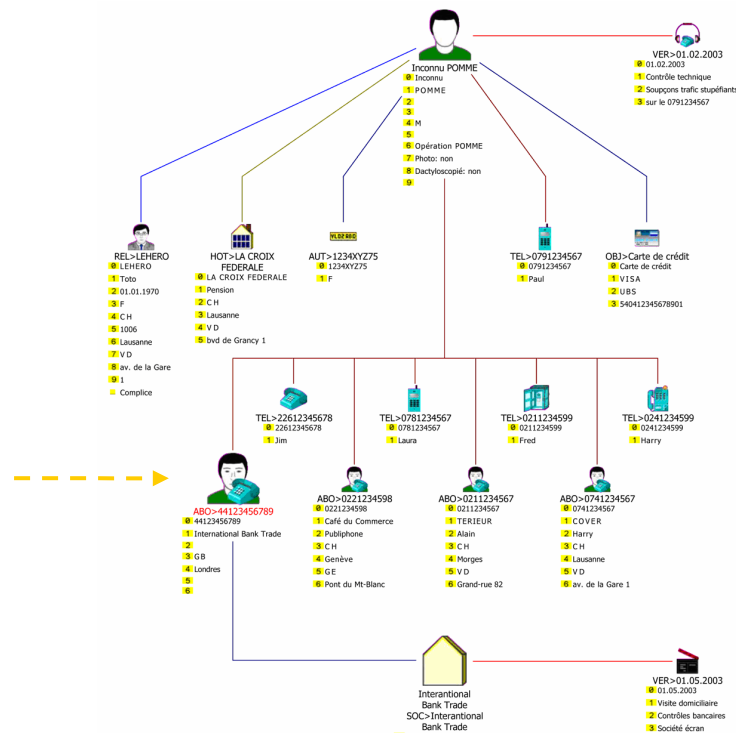 Inconnu POMME
0 Inconnu
1 POMME
2
3
4 M
5
6 Opération POMME
7 Photo: non
8 Dactyloscopié: non
9
VER>01.02.2003
0 01.02.2003
1 Contrôle technique
2 Soupçons trafic stupéfiants
3 sur le 0791234567
REL>LEHERO
0 LEHERO
1 Toto
2 01.01.1970
3 F
4 CH
5 1006
6 Lausanne
7 VD
8 av. de la Gare
9 1
Complice
HOT>LA CROIX
FEDERALE
0 LA CROIX FEDERALE
1 Pension
2 CH
3 Lausanne
4 VD
5 bvd de Grancy 1
AUT>1234XYZ75
0 1234XYZ75
1 F
TEL>0791234567
0 0791234567
1 Paul
OBJ>Carte de crédit
0 Carte de crédit
1 VISA
2 UBS
3 540412345678901
TEL>22612345678
0 22612345678
1 Jim
TEL>0781234567
0 0781234567
1 Laura
TEL>0211234599
0 0211234599
1 Fred
TEL>0241234599
0 0241234599
1 Harry
ABO>44123456789
0 44123456789
1 International Bank Trade
2
3 GB
4 Londres
5
6
ABO>0221234598
0 0221234598
1 Café du Commerce
2 Publiphone
3 CH
4 Genève
5 GE
6 Pont du Mt-Blanc
ABO>0211234567
0 0211234567
1 TERIEUR
2 Alain
3 CH
4 Morges
5 VD
6 Grand-rue 82
ABO>0741234567
0 0741234567
1 COVER
2 Harry
3 CH
4 Lausanne
5 VD
6 av. de la Gare 1
Interantional
Bank Trade
SOC>Interantional
Bank Trade
VER>01.05.2003
0 01.05.2003
1 Visite domiciliaire
2 Contrôles bancaires
3 Société écran